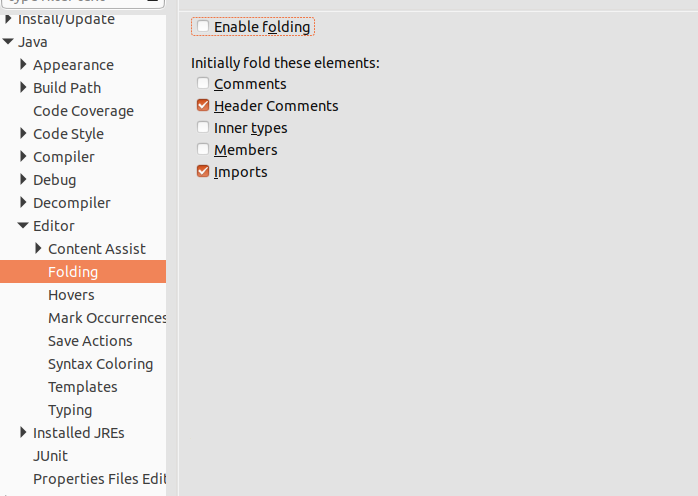 Install/Update
Java
Appearance
Build Path
Code Coverage
Code Style
Compiler
Debug
Decompiler
Editor
Content Assist
Folding
Hovers
Mark Occurrences
Save Actions
Syntax Coloring
Templates
Typing
Installed JREs
JUnit
Properties Files Edit
Enable folding
Initially fold these elements:
Comments
Header Comments
Inner types
Members
Imports